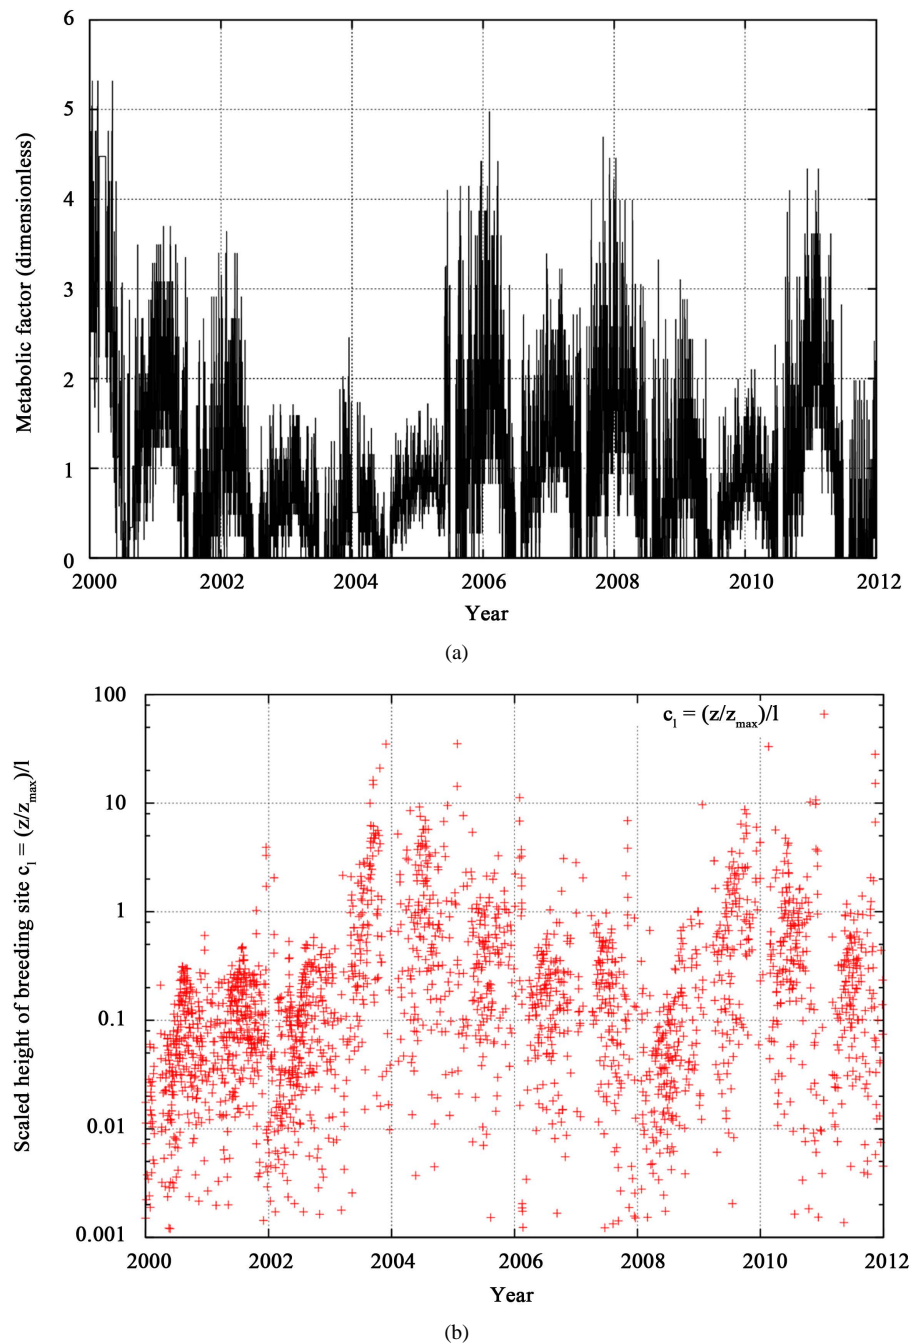 6
5
4
3
2
1
0
Metabolic factor (dimensionless)
2000 2002 2004 2006 2008 2010 2012
Year
(a)
100
10
1
0.1
0.01
0.001
Scaled height of breeding site c_l = (z/z_max)/l
c_l = (z/z_max)/l
2000 2002 2004 2006 2008 2010 2012
Year
(b)